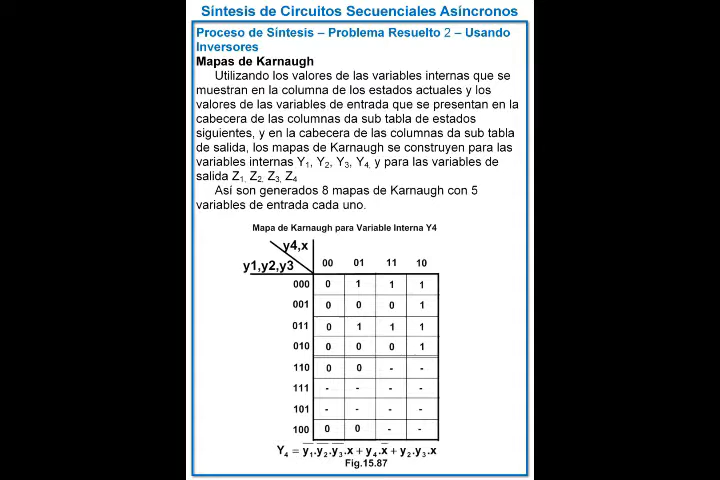 Síntesis de Circuitos Secuenciales Asíncronos
Proceso de Síntesis – Problema Resuelto 2 – Usando
Inversores
Mapas de Karnaugh
Utilizando los valores de las variables internas que se
muestran en la columna de los estados actuales y los
valores de las variables de entrada que se presentan en la
cabecera de las columnas da sub tabla de estados
siguientes, y en la cabecera de las columnas da sub tabla
de salida, los mapas de Karnaugh se construyen para las
variables internas Y₁, Y₂, Y₃, Y₄, y para las variables de
salida Z₁, Z₂, Z₃, Z₄
Así son generados 8 mapas de Karnaugh con 5
variables de entrada cada uno.
Mapa de Karnaugh para Variable Interna Y4
y4,x
y1,y2,y3 00 01 11 10
000 0 1 1 1
001 0 0 0 1
011 0 1 1 1
010 0 0 0 1
110 0 0 - -
111 - - - -
101 - - - -
100 0 0 - -
Y₄ = y̅₁.y̅₂.y̅₃.x + y₄.x̅ + y₂.y₃.x
Fig.15.87